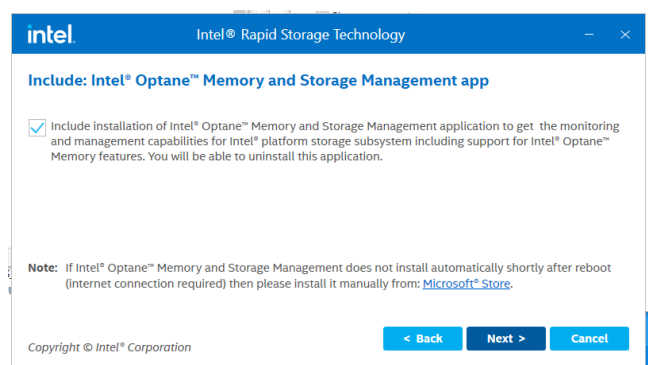 intel.
Intel® Rapid Storage Technology
Include: Intel® Optane™ Memory and Storage Management app
Include installation of Intel® Optane™ Memory and Storage Management application to get the monitoring
and management capabilities for Intel® platform storage subsystem including support for Intel® Optane™
Memory features. You will be able to uninstall this application.
Note: If Intel® Optane™ Memory and Storage Management does not install automatically shortly after reboot
(internet connection required) then please install it manually from: Microsoft® Store.
Copyright © Intel® Corporation
< Back Next > Cancel